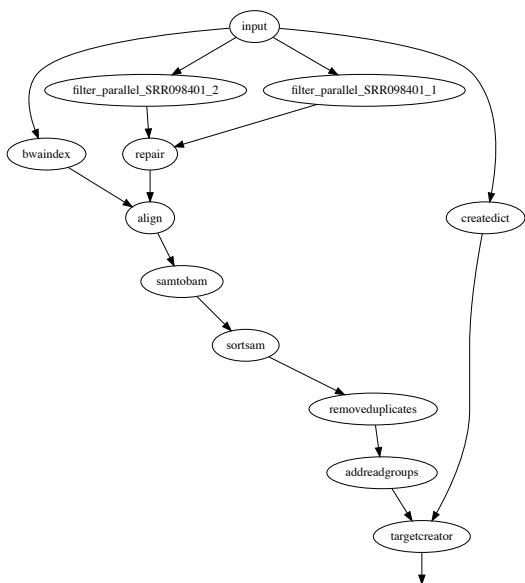 input
filter_parallel_SRR098401_2
filter_parallel_SRR098401_1
bwaindex
repair
align
createdict
samtobam
sortsam
removeduplicates
addreadgroups
targetcreator